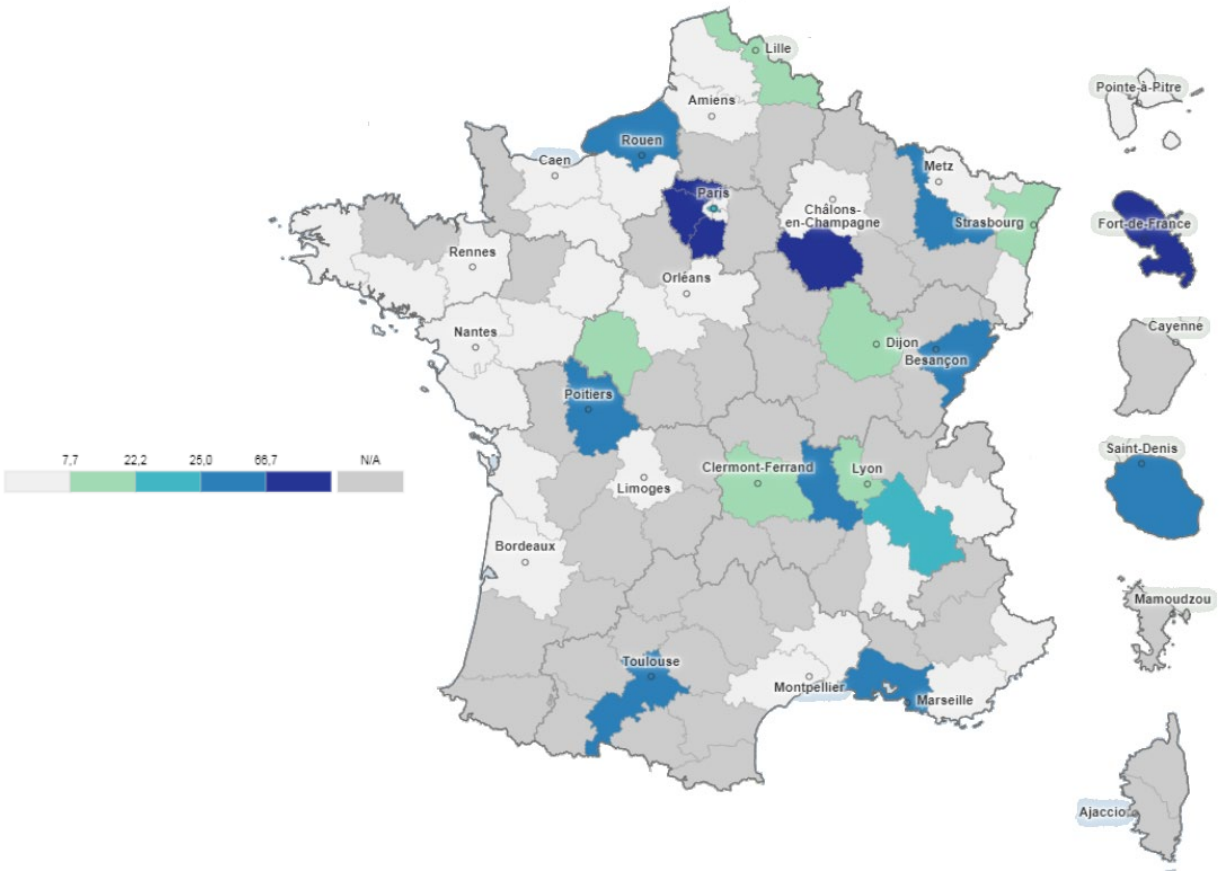 Lille
Pointe-à-Pitre
Amiens
Rouen
Caen
Metz
Paris
Châlons-
en-Champagne
Strasbourg
Fort-de-France
Rennes
Orléans
Cayenne
Nantes
Dijon
Besançon
Poitiers
Saint-Denis
7,7 22,2 25,0 66,7 N/A
Clermont-Ferrand
Lyon
Limoges
Bordeaux
Mamoudzou
Toulouse
Montpellier
Marseille
Ajaccio